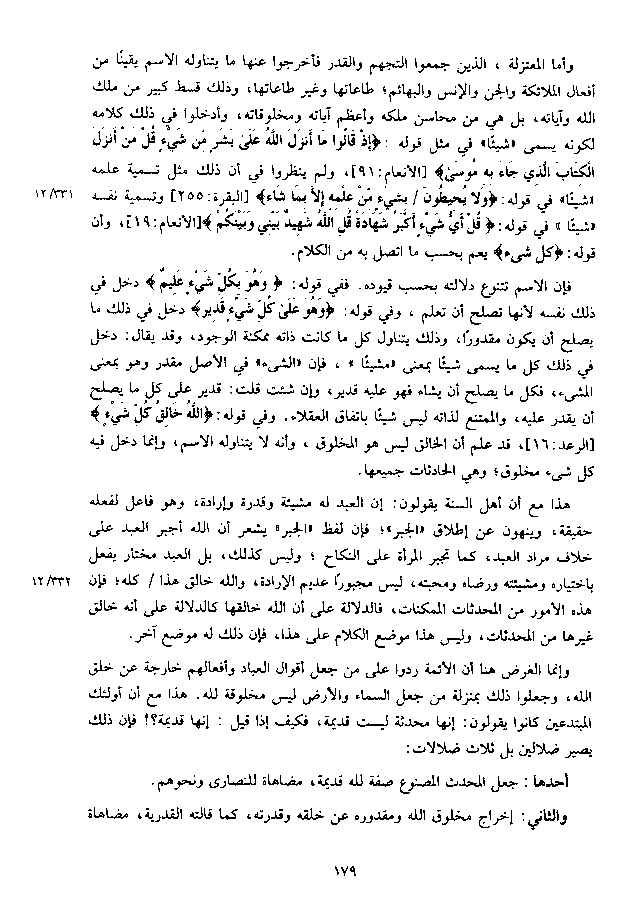 وأما المعتزلة ، الذين جمعوا التجهم والقدر فأخرجوا عنها ما يتناوله الاسم يقينًا من
أفعال الملائكة والجن والإنس والبهائم؛ طاعاتها وغير طاعاتها، وذلك قسط كبير من ملك
الله وآياته، بل هي من محاسن ملكه وأعظم آياته ومخلوقاته، وأدخلوا في ذلك كلامه
لكونه يسمى «شيئًا» في مثل قوله : ﴿إِذْ قَالُوا مَا أَنزَلَ اللَّهُ عَلَىٰ بَشَرٍ مِّن شَيْءٍ قُلْ مَنْ أَنزَلَ
الْكِتَابَ الَّذِي جَاءَ بِهِ مُوسَىٰ﴾ [الأنعام:٩١]، ولم ينظروا في أن ذلك مثل تسمية علمه
«شيئًا» في قوله: ﴿وَلَا يُحِيطُونَ / بِشَيْءٍ مِّنْ عِلْمِهِ إِلَّا بِمَا شَاءَ﴾ [البقرة:٢٥٥] وتسمية نفسه ١٢/٣٣١
«شيئًا » في قوله: ﴿ قُلْ أَيُّ شَيْءٍ أَكْبَرُ شَهَادَةً قُلِ اللَّهُ شَهِيدٌ بَيْنِي وَبَيْنَكُمْ ﴾[الأنعام:١٩]، وأن
قوله: ﴿كل شيء﴾ يعم بحسب ما اتصل به من الكلام.
فإن الاسم تتنوع دلالته بحسب قيوده. ففي قوله: ﴿ وَهُوَ بِكُلِّ شَيْءٍ عَلِيمٌ ﴾ دخل في
ذلك نفسه لأنها تصلح أن تعلم ، وفي قوله: ﴿وَهُوَ عَلَىٰ كُلِّ شَيْءٍ قَدِيرٌ﴾ دخل في ذلك ما
يصلح أن يكون مقدورًا، وذلك يتناول كل ما كانت ذاته ممكنة الوجود، وقد يقال: دخل
في ذلك كل ما يسمى شيئًا بمعنى «مشيئًا » ، فإن «الشيء» في الأصل مصدر وهو بمعنى
المشيء، فكل ما يصلح أن يشاء فهو عليه قدير، وإن شئت قلت: قدير على كل ما يصلح
أن يقدر عليه، والممتنع لذاته ليس شيئًا باتفاق العقلاء. وفي قوله: ﴿اللَّهُ خَالِقُ كُلِّ شَيْءٍ ﴾
[الرعد:١٦]، قد علم أن الخالق ليس هو المخلوق ، وأنه لا يتناوله الاسم، وإنما دخل فيه
كل شيء مخلوق؛ وهي الحادثات جميعها.
هذا مع أن أهل السنة يقولون: إن العبد له مشيئة وقدرة وإرادة، وهو فاعل لفعله
حقيقة، وينهون عن إطلاق «الجبر»؛ فإن لفظ «الجبر» يشعر أن الله أجبر العبد على
خلاف مراد العبد، كما تجبر المرأة على النكاح ؛ وليس كذلك، بل العبد مختار يفعل
باختياره ومشيئته ورضاه ومحبته، ليس مجبورًا عديم الإرادة، والله خالق هذا / كله؛ فإن ١٢/٣٣٢
هذه الأمور من المحدثات الممكنات، فالدلالة على أن الله خالقها كالدلالة على أنه خالق
غيرها من المحدثات، وليس هذا موضع الكلام على هذا، فإن ذلك له موضع آخر.
وإنما الغرض هنا أن الأئمة ردوا على من جعل أقوال العباد وأفعالهم خارجة عن خلق
الله، وجعلوا ذلك بمنزلة من جعل السماء والأرض ليس مخلوقة لله. هذا مع أن أولئك
المبتدعين كانوا يقولون: إنها محدثة ليست قديمة، فكيف إذا قيل : إنها قديمة؟! فإن ذلك
يصير ضلالين بل ثلاث ضلالات:
أحدها : جعل المحدث المصنوع صفة لله قديمة، مضاهاة للنصارى ونحوهم.
والثاني: إخراج مخلوق الله ومقدوره عن خلقه وقدرته، كما قالته القدرية، مضاهاة
١٧٩